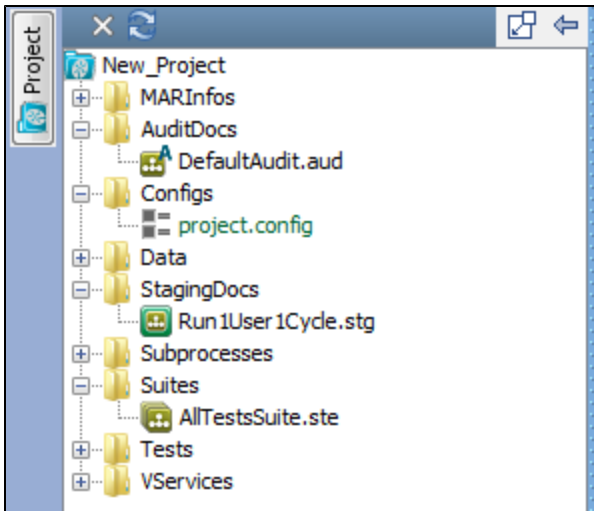 Project
New_Project
MARInfos
AuditDocs
DefaultAudit.aud
Configs
project.config
Data
StagingDocs
Run1User1Cycle.stg
Subprocesses
Suites
AllTestsSuite.ste
Tests
VServices